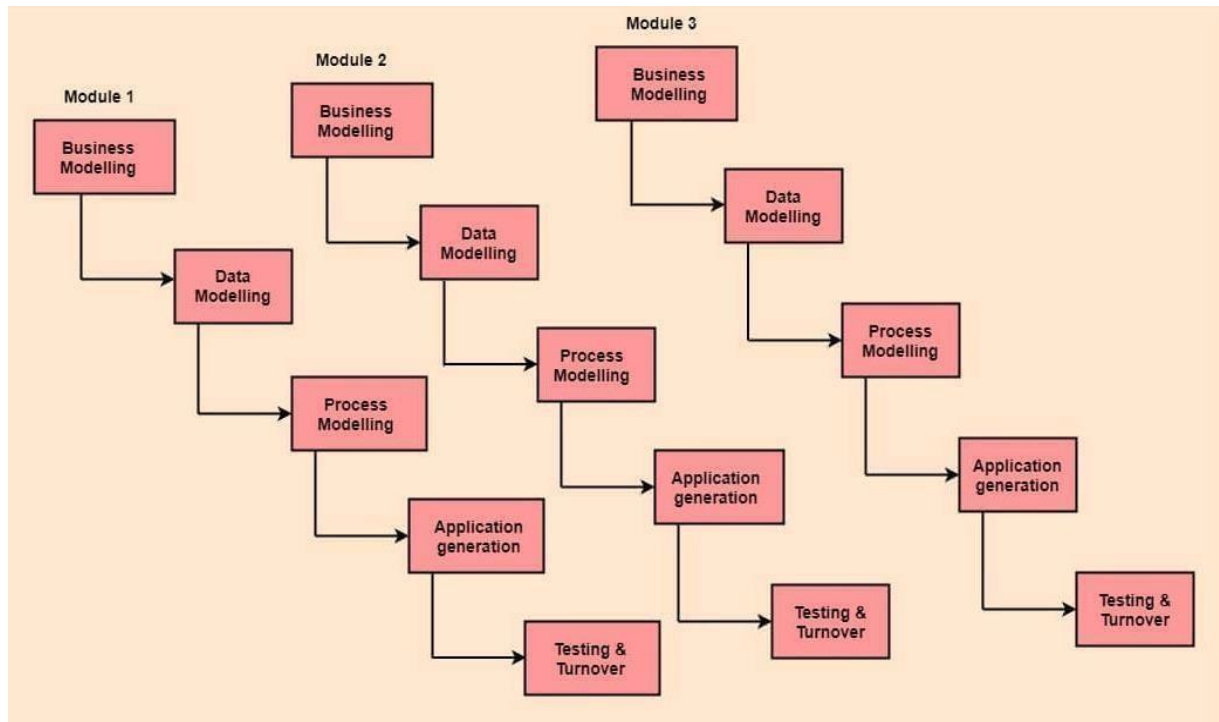 Module 1
Business
Modelling
Data
Modelling
Process
Modelling
Application
generation
Testing &
Turnover
Module 2
Business
Modelling
Data
Modelling
Process
Modelling
Application
generation
Testing &
Turnover
Module 3
Business
Modelling
Data
Modelling
Process
Modelling
Application
generation
Testing &
Turnover